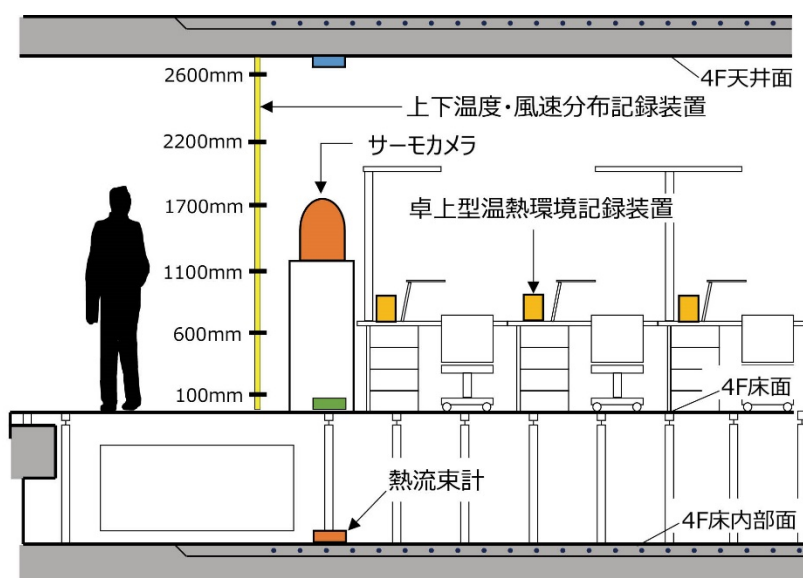 2600mm
4F天井面
上下温度・風速分布記録装置
2200mm
サーモカメラ
1700mm
卓上型温熱環境記録装置
1100mm
600mm
100mm
4F床面
熱流束計
4F床内部面